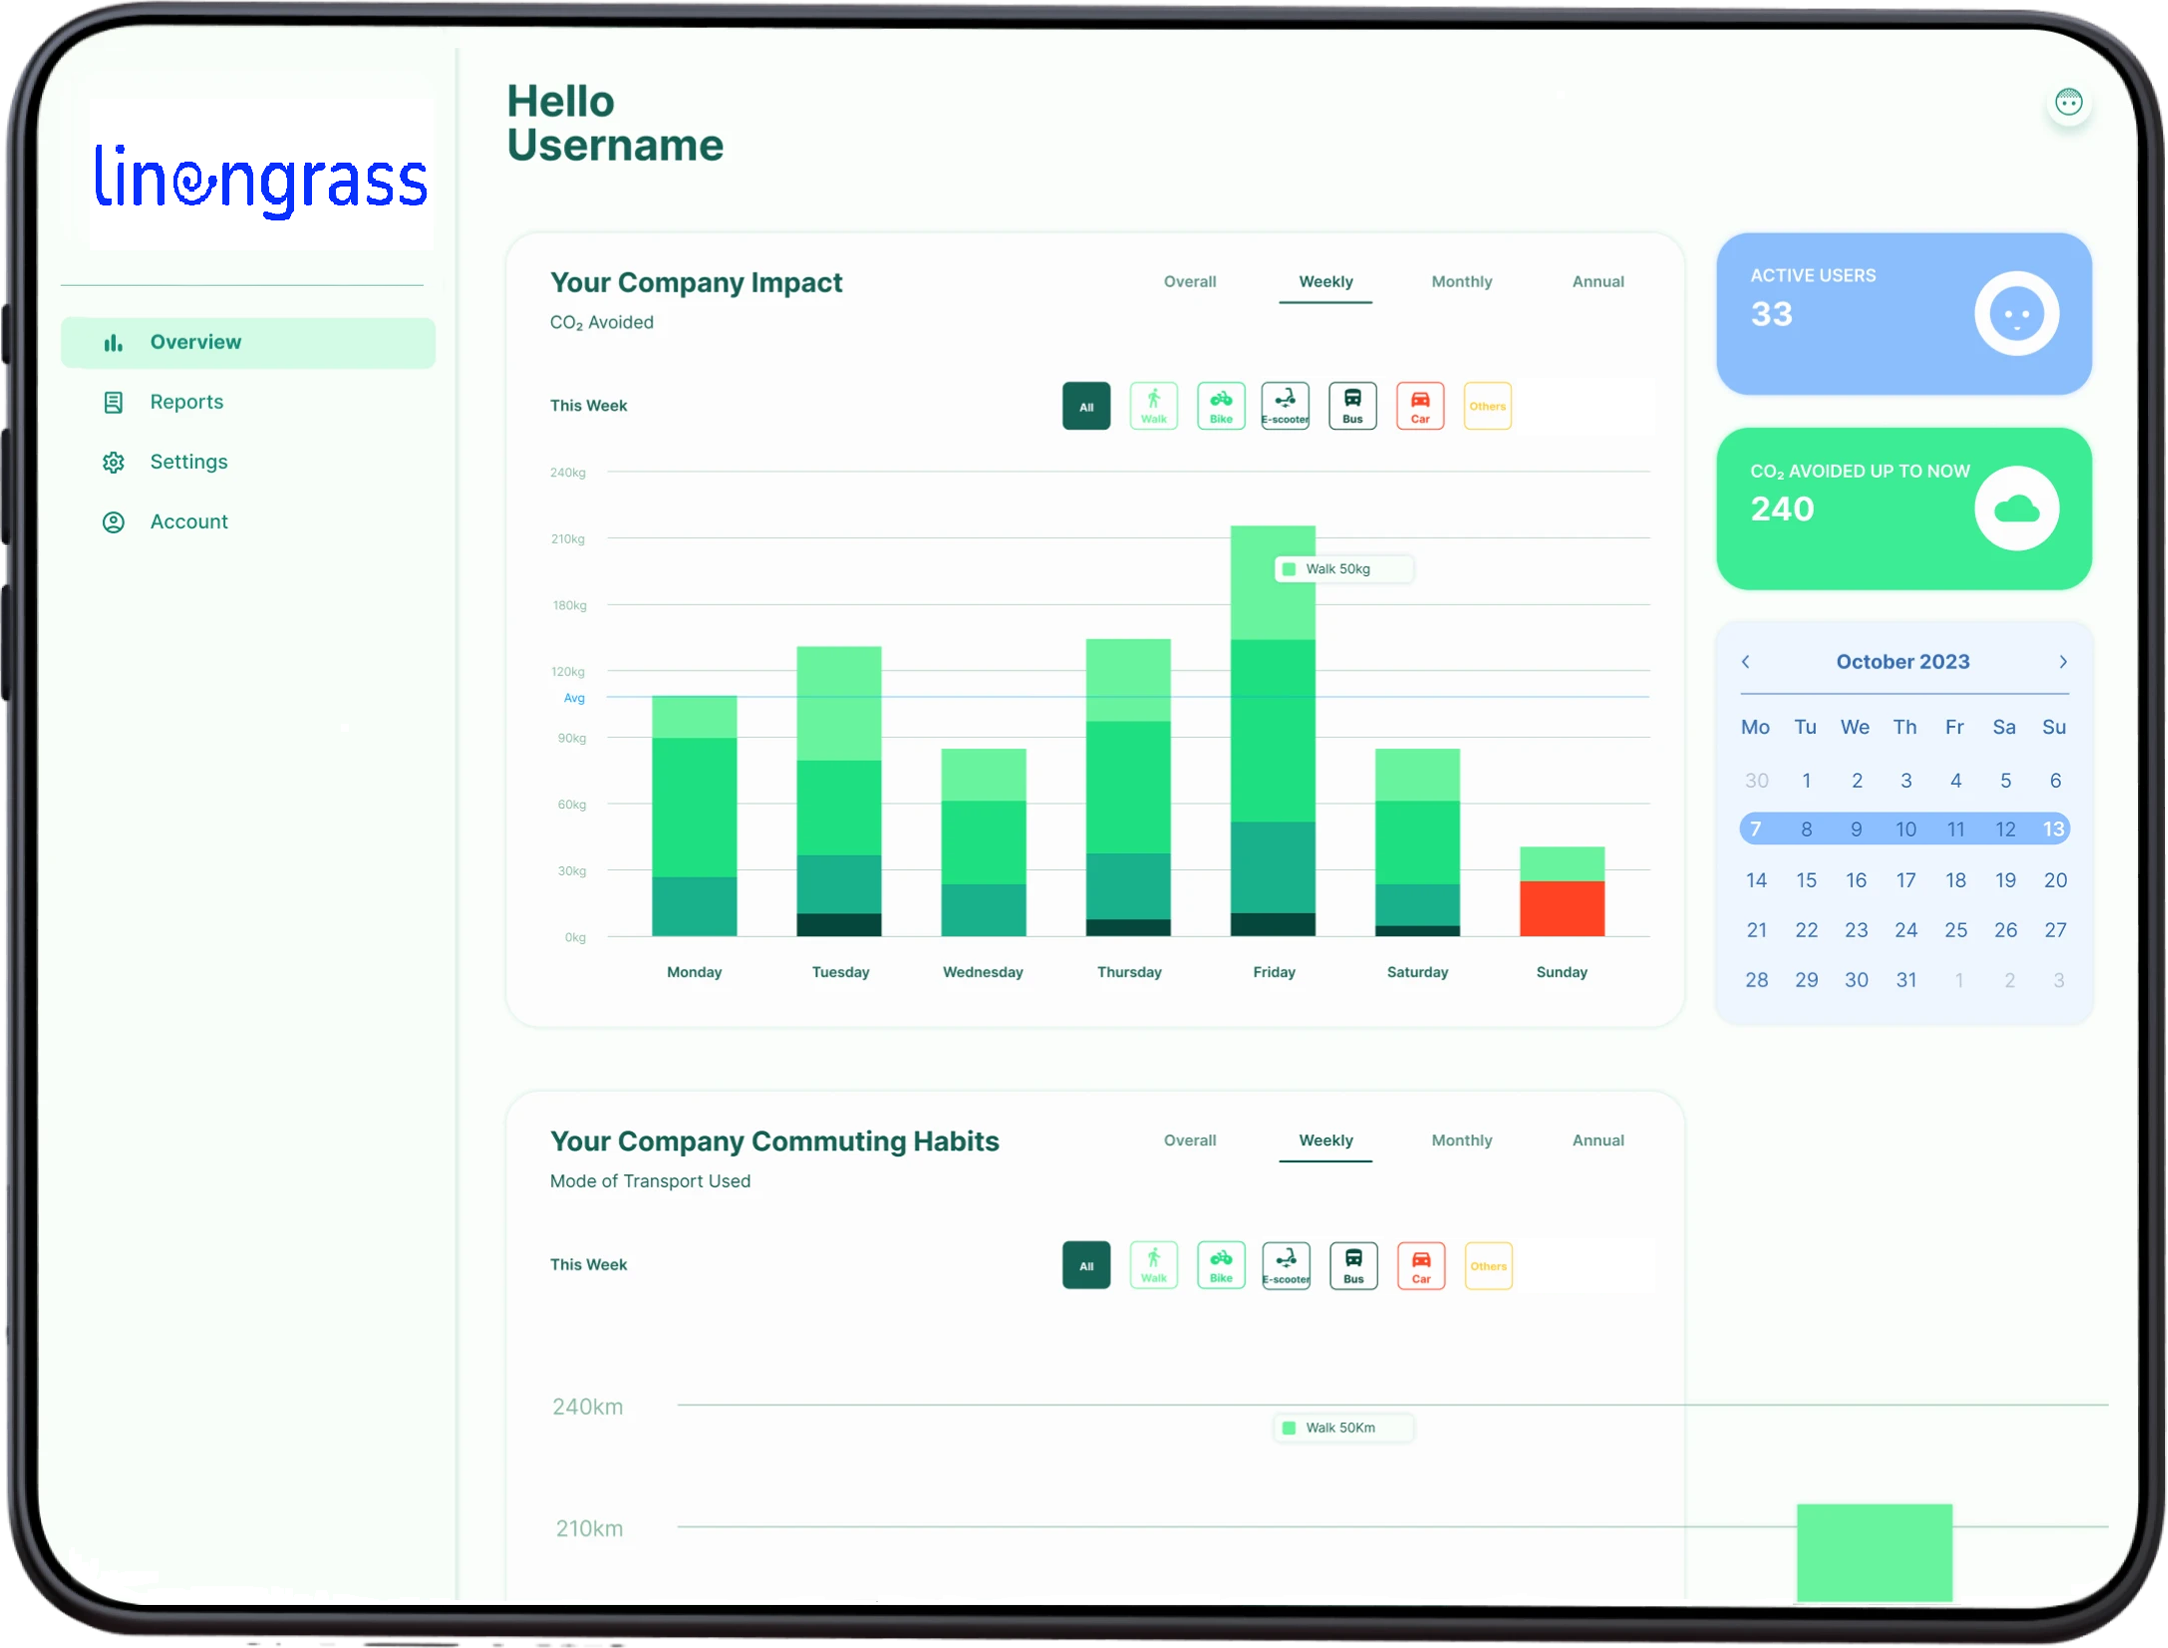 linengrass
Hello
Username
Overview
Reports
Settings
Account
Your Company Impact
Overall Weekly Monthly Annual
CO₂ Avoided
This Week
All Walk Bike E-scooter Bus Car Others
240kg
210kg
Walk 50kg
180kg
120kg
Avg
90kg
60kg
30kg
0kg
Monday Tuesday Wednesday Thursday Friday Saturday Sunday
ACTIVE USERS
33
CO₂ AVOIDED UP TO NOW
240
October 2023
Mo Tu We Th Fr Sa Su
30 1 2 3 4 5 6
7 8 9 10 11 12 13
14 15 16 17 18 19 20
21 22 23 24 25 26 27
28 29 30 31 1 2 3
Your Company Commuting Habits
Overall Weekly Monthly Annual
Mode of Transport Used
This Week
All Walk Bike E-scooter Bus Car Others
240km
Walk 50Km
210km